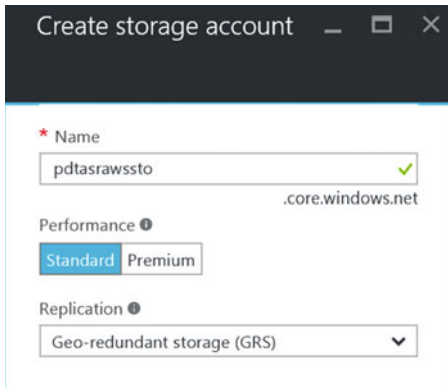 Create storage account
* Name
pdtasrawssto
.core.windows.net
Performance
Standard Premium
Replication
Geo-redundant storage (GRS)